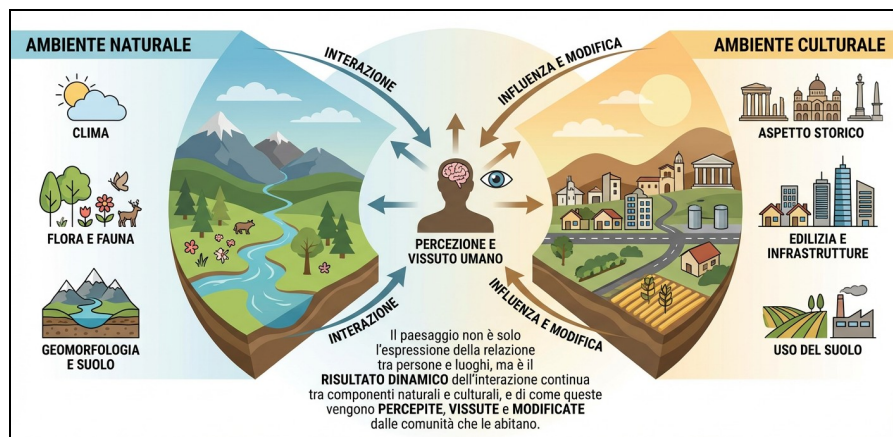 AMBIENTE NATURALE
CLIMA
FLORA E FAUNA
GEOMORFOLOGIA
E SUOLO
INTERAZIONE
INFLUENZA E MODIFICA
PERCEZIONE E
VISSUTO UMANO
INTERAZIONE
INFLUENZA E MODIFICA
Il paesaggio non è solo
l'espressione della relazione
tra persone e luoghi, ma è il
RISULTATO DINAMICO dell'interazione continua
tra componenti naturali e culturali, e di come queste
vengono PERCEPITE, VISSUTE e MODIFICATE
dalle comunità che le abitano.
AMBIENTE CULTURALE
ASPETTO STORICO
EDILIZIA E
INFRASTRUTTURE
USO DEL SUOLO